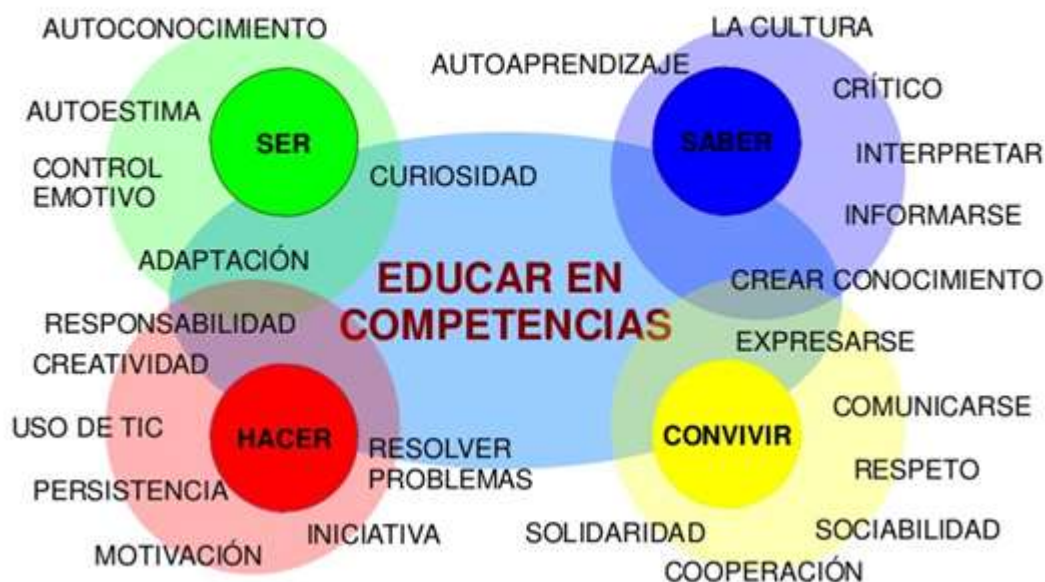 AUTOCONOCIMIENTO
AUTOESTIMA
CONTROL
EMOTIVO
SER
CURIOSIDAD
ADAPTACIÓN
LA CULTURA
AUTOAPRENDIZAJE
CRÍTICO
SABER
INTERPRETAR
INFORMARSE
CREAR CONOCIMIENTO
EDUCAR EN
COMPETENCIAS
RESPONSABILIDAD
CREATIVIDAD
USO DE TIC
HACER
RESOLVER
PROBLEMAS
PERSISTENCIA
INICIATIVA
MOTIVACIÓN
EXPRESARSE
COMUNICARSE
CONVIVIR
RESPETO
SOLIDARIDAD
SOCIABILIDAD
COOPERACIÓN